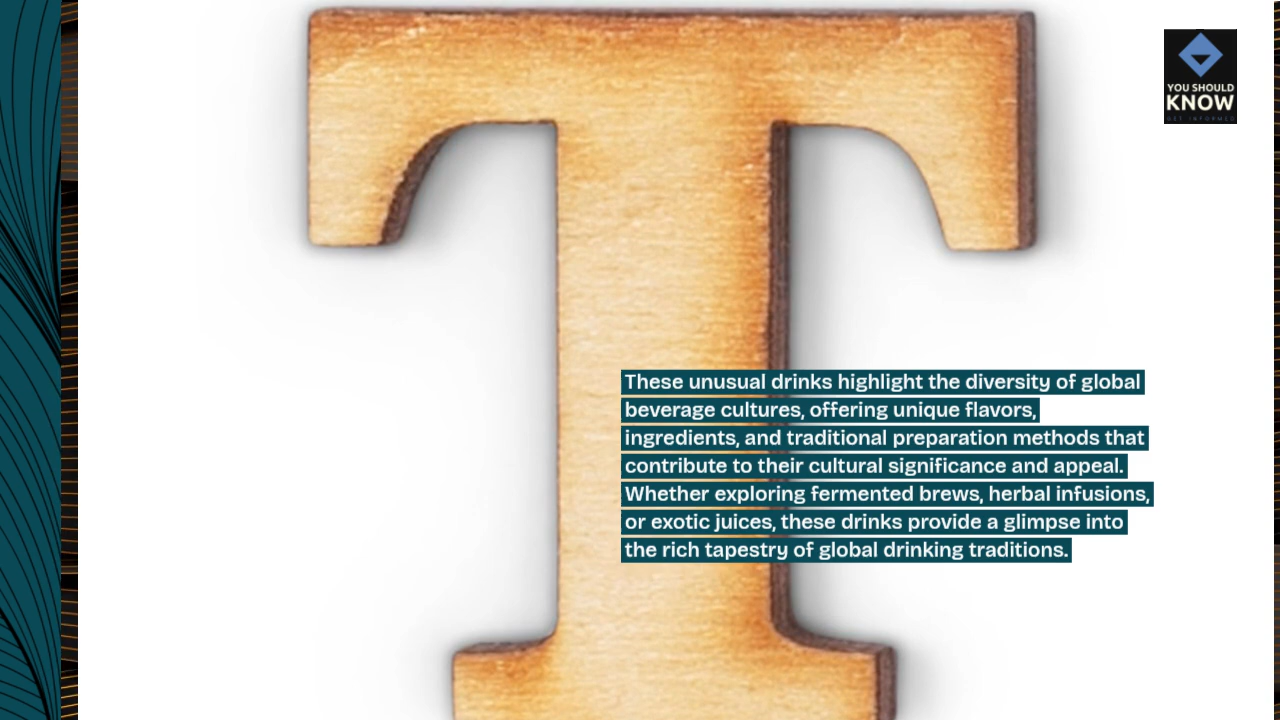 T
YOU SHOULD
KNOW
GET INFORMED
These unusual drinks highlight the diversity of global
beverage cultures, offering unique flavors,
ingredients, and traditional preparation methods that
contribute to their cultural significance and appeal.
Whether exploring fermented brews, herbal infusions,
or exotic juices, these drinks provide a glimpse into
the rich tapestry of global drinking traditions.